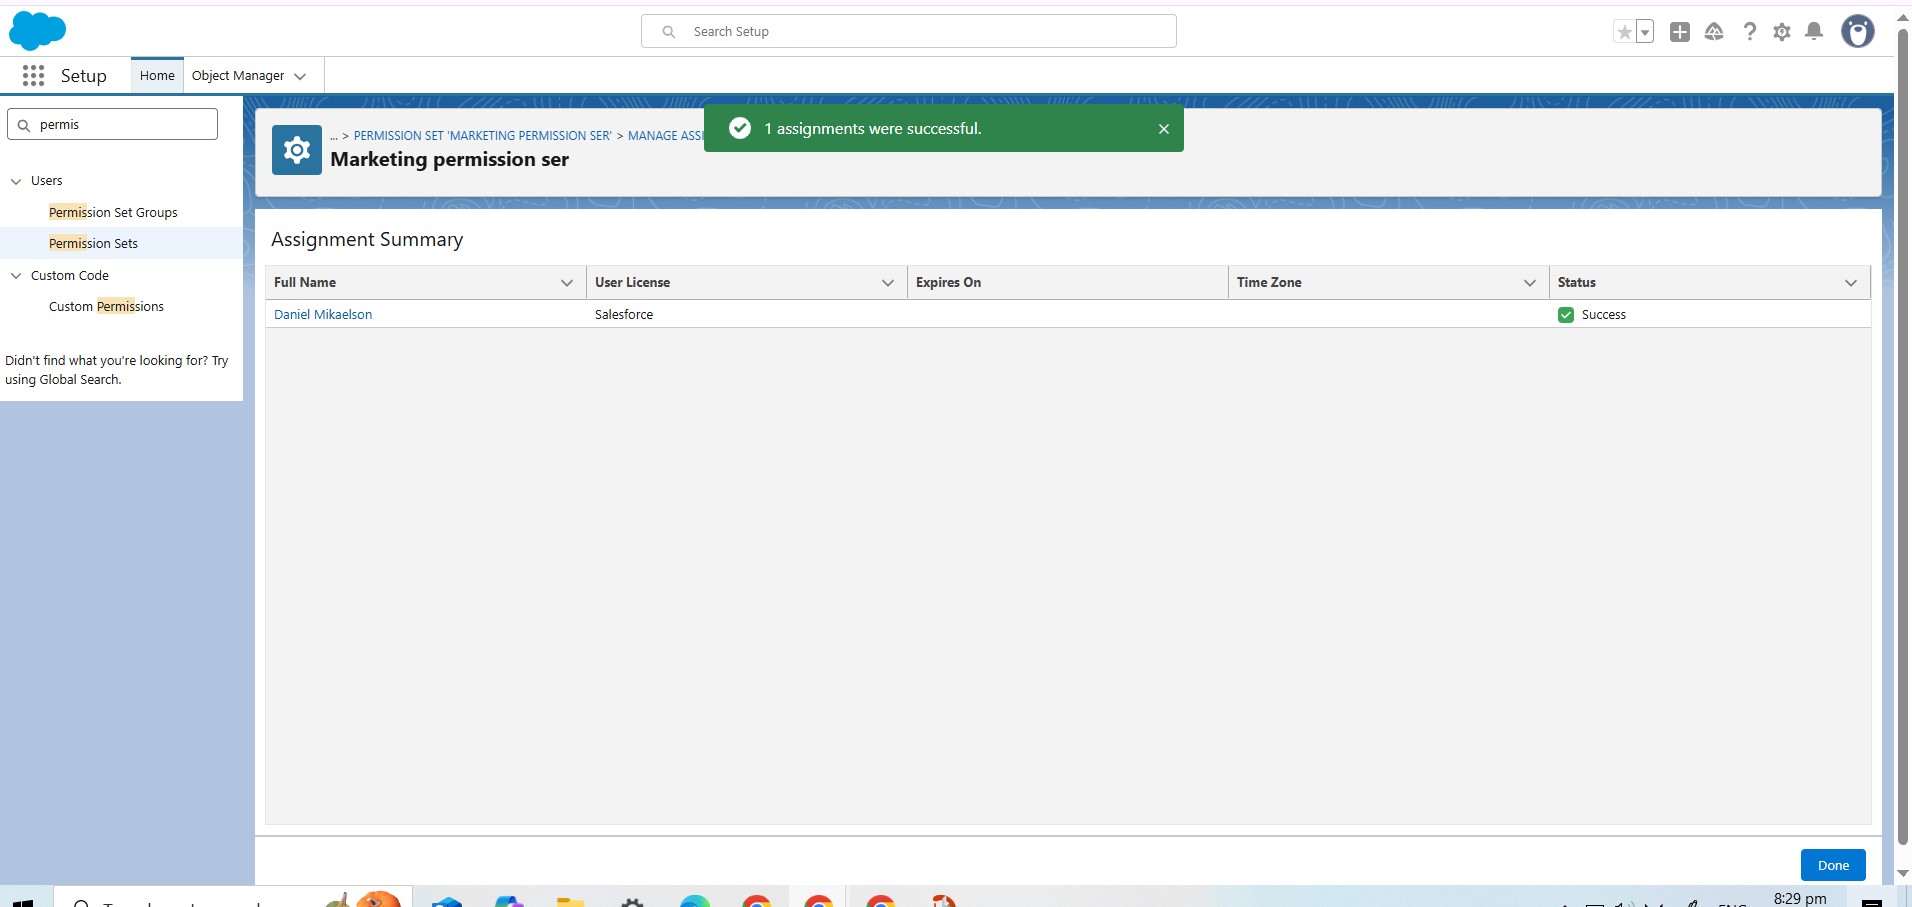 Search Setup
Setup
Home
Object Manager
permis
Users
Permission Set Groups
Permission Sets
Custom Code
Custom Permissions
Didn't find what you're looking for? Try
using Global Search.
... > PERMISSION SET 'MARKETING PERMISSION SER' > MANAGE ASSI
Marketing permission ser
1 assignments were successful.
Assignment Summary
Full Name User License Expires On Time Zone Status
Daniel Mikaelson Salesforce Success
Done
8:29 pm